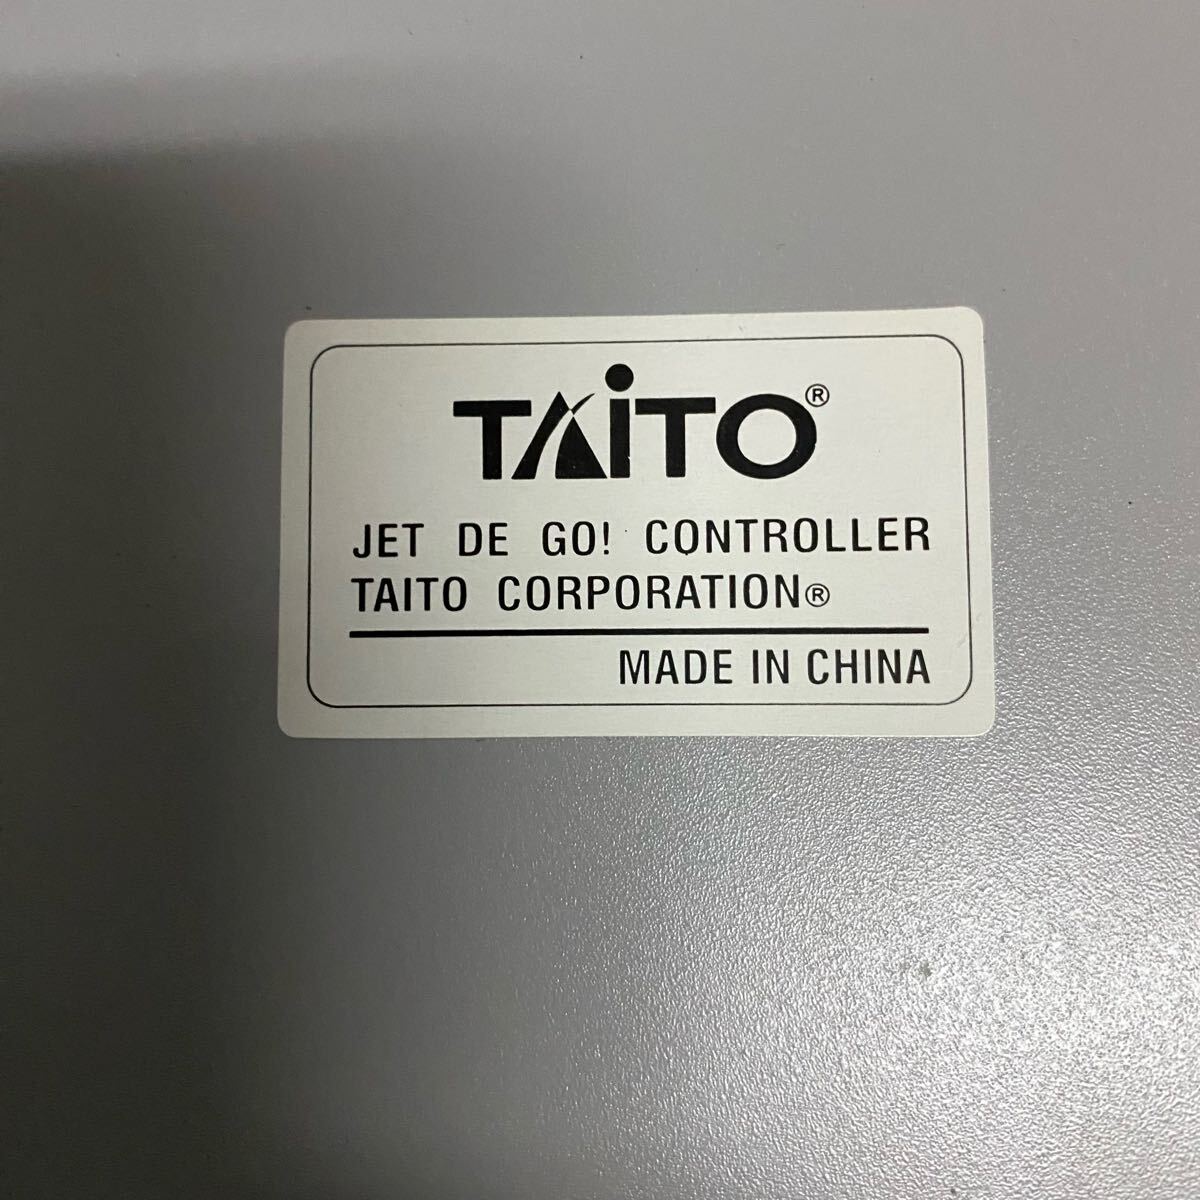 TAiTO®
JET DE GO! CONTROLLER
TAITO CORPORATION®
MADE IN CHINA